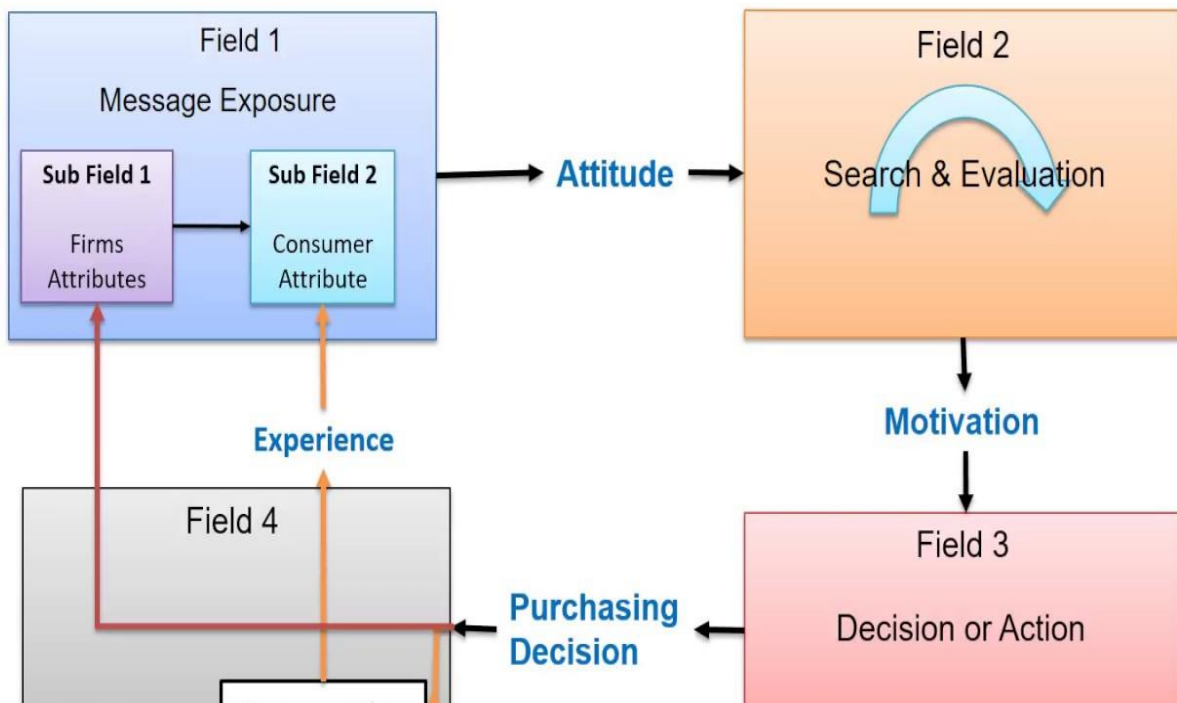 Field 1
Message Exposure
Sub Field 1
Firms
Attributes
Sub Field 2
Consumer
Attribute
Attitude
Field 2
Search & Evaluation
Motivation
Experience
Field 4
Purchasing
Decision
Field 3
Decision or Action